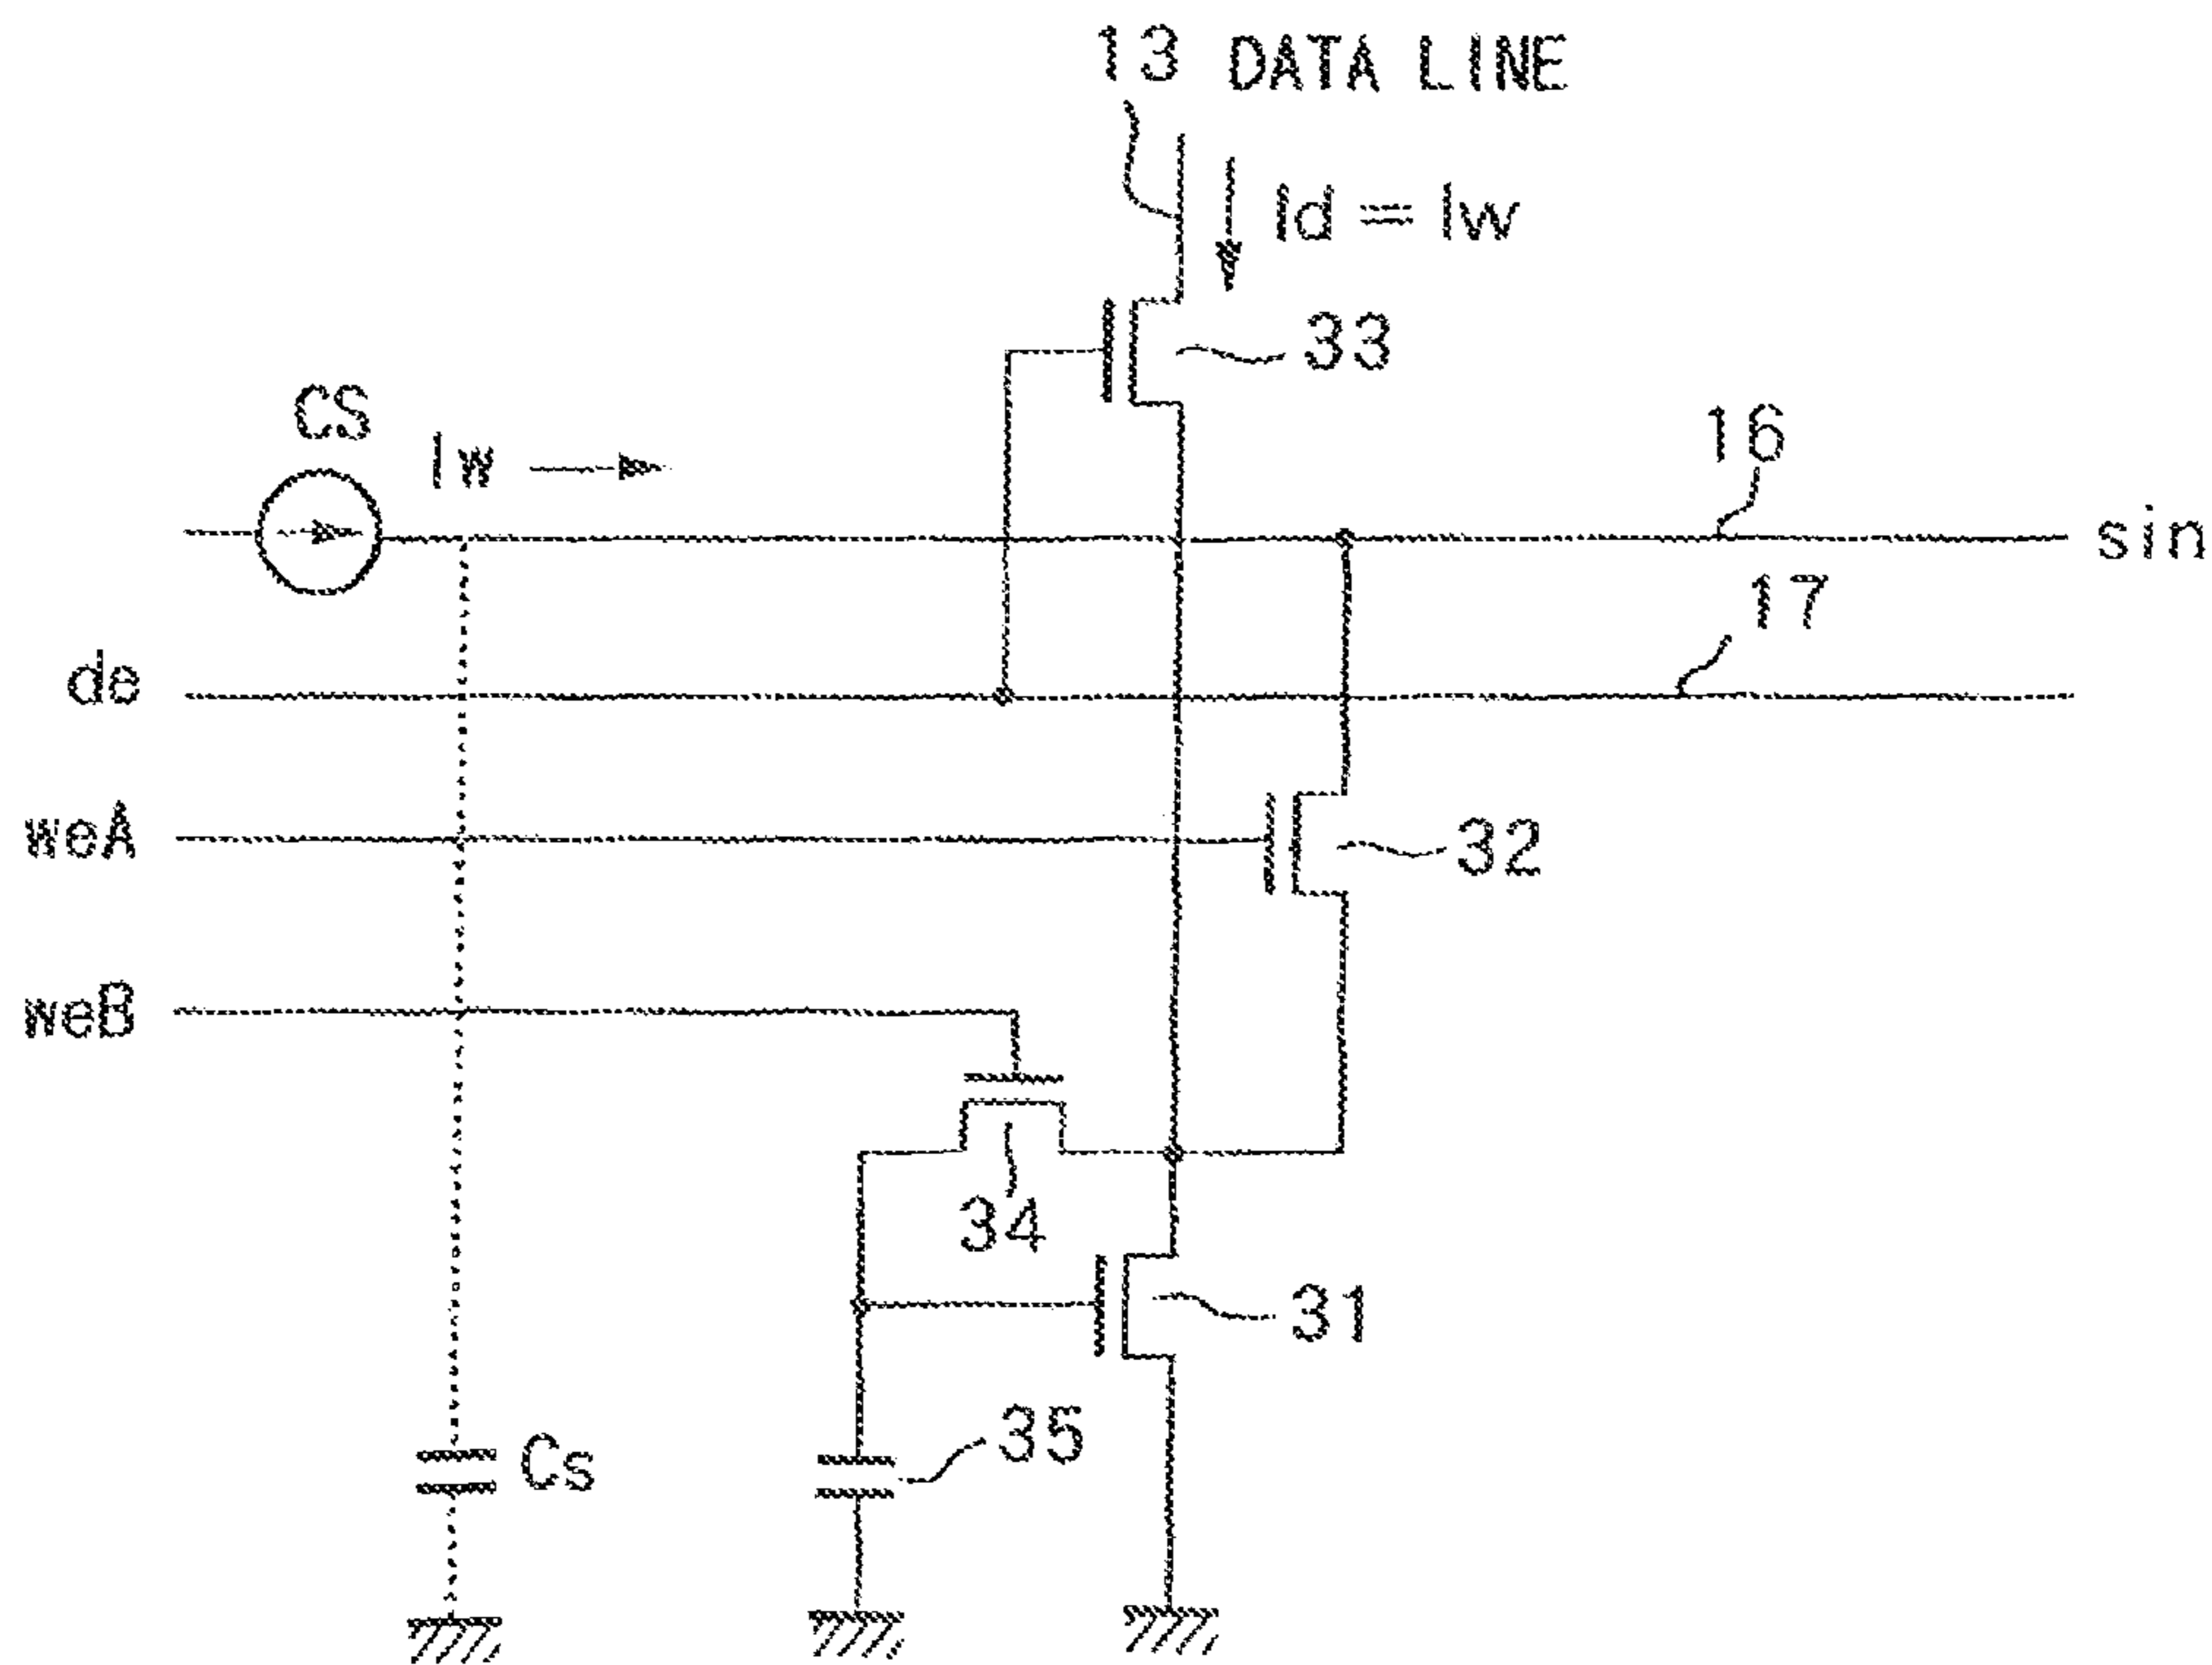 13 DATA LINE
Id = Iw
33
CS
Iw
16
sin
17
de
weA
32
weB
34
31
35
Cs